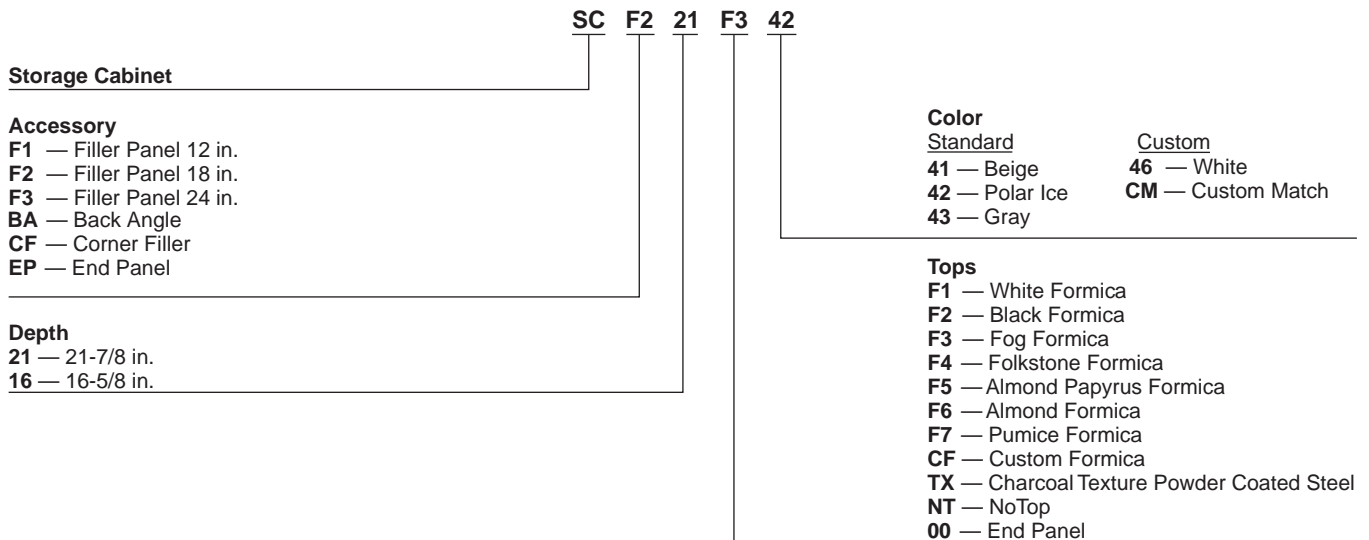 SC F2 21 F3 42
Storage Cabinet
Accessory
F1 — Filler Panel 12 in.
F2 — Filler Panel 18 in.
F3 — Filler Panel 24 in.
BA — Back Angle
CF — Corner Filler
EP — End Panel
Depth
21 — 21-7/8 in.
16 — 16-5/8 in.
Color
Standard
41 — Beige
42 — Polar Ice
43 — Gray
Custom
46 — White
CM — Custom Match
Tops
F1 — White Formica
F2 — Black Formica
F3 — Fog Formica
F4 — Folkstone Formica
F5 — Almond Papyrus Formica
F6 — Almond Formica
F7 — Pumice Formica
CF — Custom Formica
TX — Charcoal Texture Powder Coated Steel
NT — NoTop
00 — End Panel